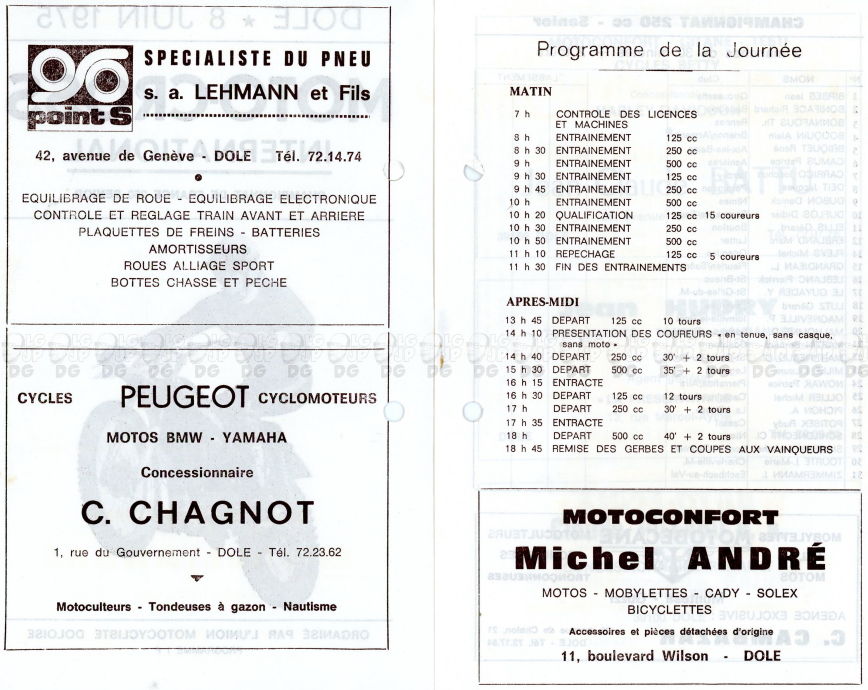 SPECIALISTE DU PNEU
s. a. LEHMANN et Fils
point S
42, avenue de Genève - DOLE Tél. 72.14.74
EQUILIBRAGE DE ROUE - EQUILIBRAGE ELECTRONIQUE
CONTROLE ET REGLAGE TRAIN AVANT ET ARRIERE
PLAQUETTES DE FREINS - BATTERIES
AMORTISSEURS
ROUES ALLIAGE SPORT
BOTTES CHASSE ET PECHE
CYCLES PEUGEOT CYCLOMOTEURS
MOTOS BMW - YAMAHA
Concessionnaire
C. CHAGNOT
1, rue du Gouvernement - DOLE - Tél. 72.23.62
Motoculteurs - Tondeuses à gazon - Nautisme
Programme de la Journée
MATIN
7 h CONTROLE DES LICENCES
ET MACHINES
8 h ENTRAINEMENT 125 cc
8 h 30 ENTRAINEMENT 250 cc
9 h ENTRAINEMENT 500 cc
9 h 30 ENTRAINEMENT 125 cc
9 h 45 ENTRAINEMENT 250 cc
10 h ENTRAINEMENT 500 cc
10 h 20 QUALIFICATION 125 cc 15 coureurs
10 h 30 ENTRAINEMENT 250 cc
10 h 50 ENTRAINEMENT 500 cc
11 h 10 REPECHAGE 125 cc 5 coureurs
11 h 30 FIN DES ENTRAINEMENTS
APRES-MIDI
13 h 45 DEPART 125 cc 10 tours
14 h 10 PRESENTATION DES COUREURS « en tenue, sans casque,
sans moto »
14 h 40 DEPART 250 cc 30' + 2 tours
15 h 30 DEPART 500 cc 35' + 2 tours
16 h 15 ENTRACTE
16 h 30 DEPART 125 cc 12 tours
17 h DEPART 250 cc 30' + 2 tours
17 h 35 ENTRACTE
18 h DEPART 500 cc 40' + 2 tours
18 h 45 REMISE DES GERBES ET COUPES AUX VAINQUEURS
MOTOCONFORT
Michel ANDRÉ
MOTOS - MOBYLETTES - CADY - SOLEX
BICYCLETTES
Accessoires et pièces détachées d'origine
11, boulevard Wilson - DOLE